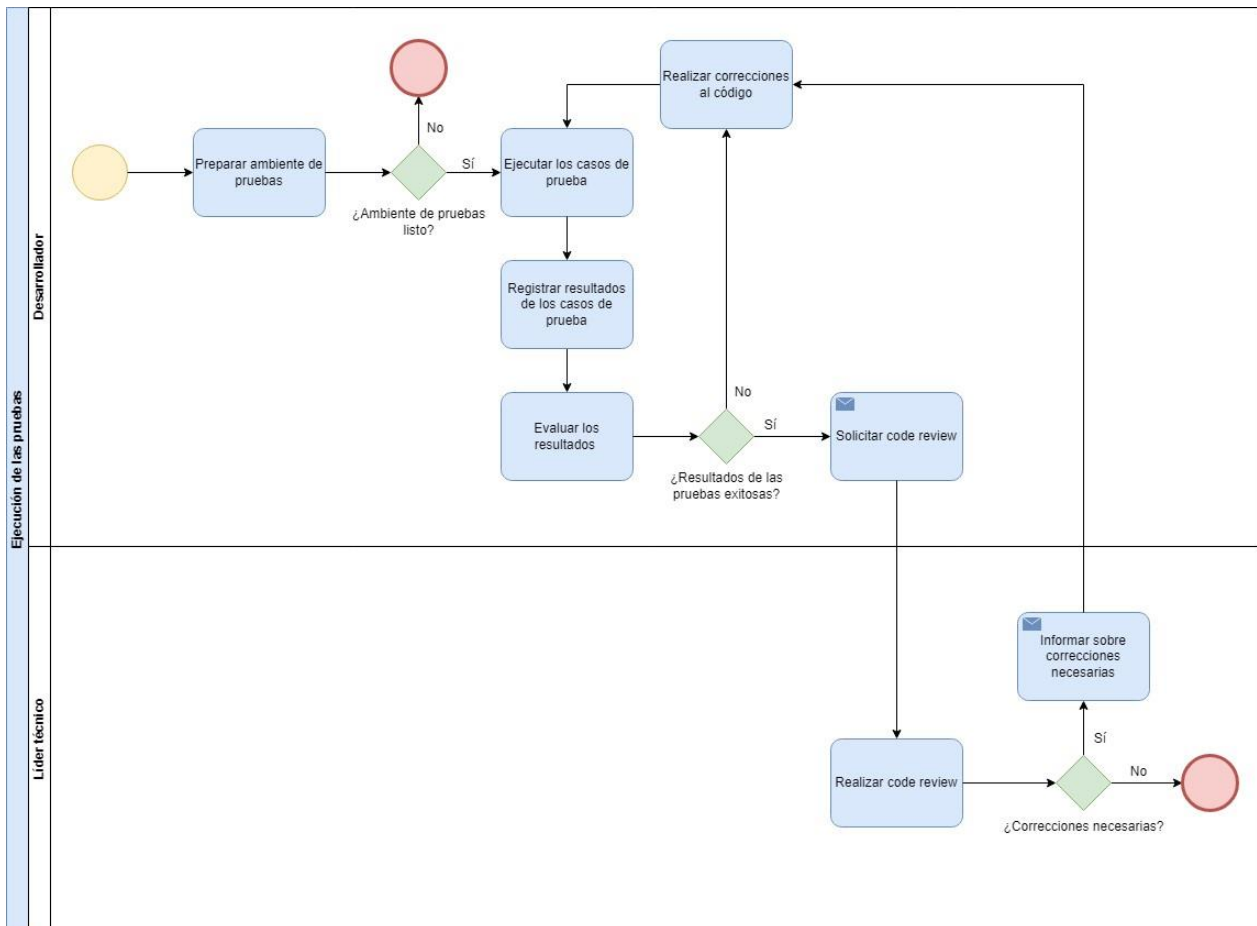 Ejecución de las pruebas
Desarrollador
Realizar correcciones
al código
No
Preparar ambiente de
pruebas
Sí
Ejecutar los casos de
prueba
¿Ambiente de pruebas
listo?
Registrar resultados
de los casos de
prueba
No
Evaluar los
resultados
Sí
Solicitar code review
¿Resultados de las
pruebas exitosas?
Líder técnico
Informar sobre
correcciones
necesarias
Sí
Realizar code review
No
¿Correcciones necesarias?